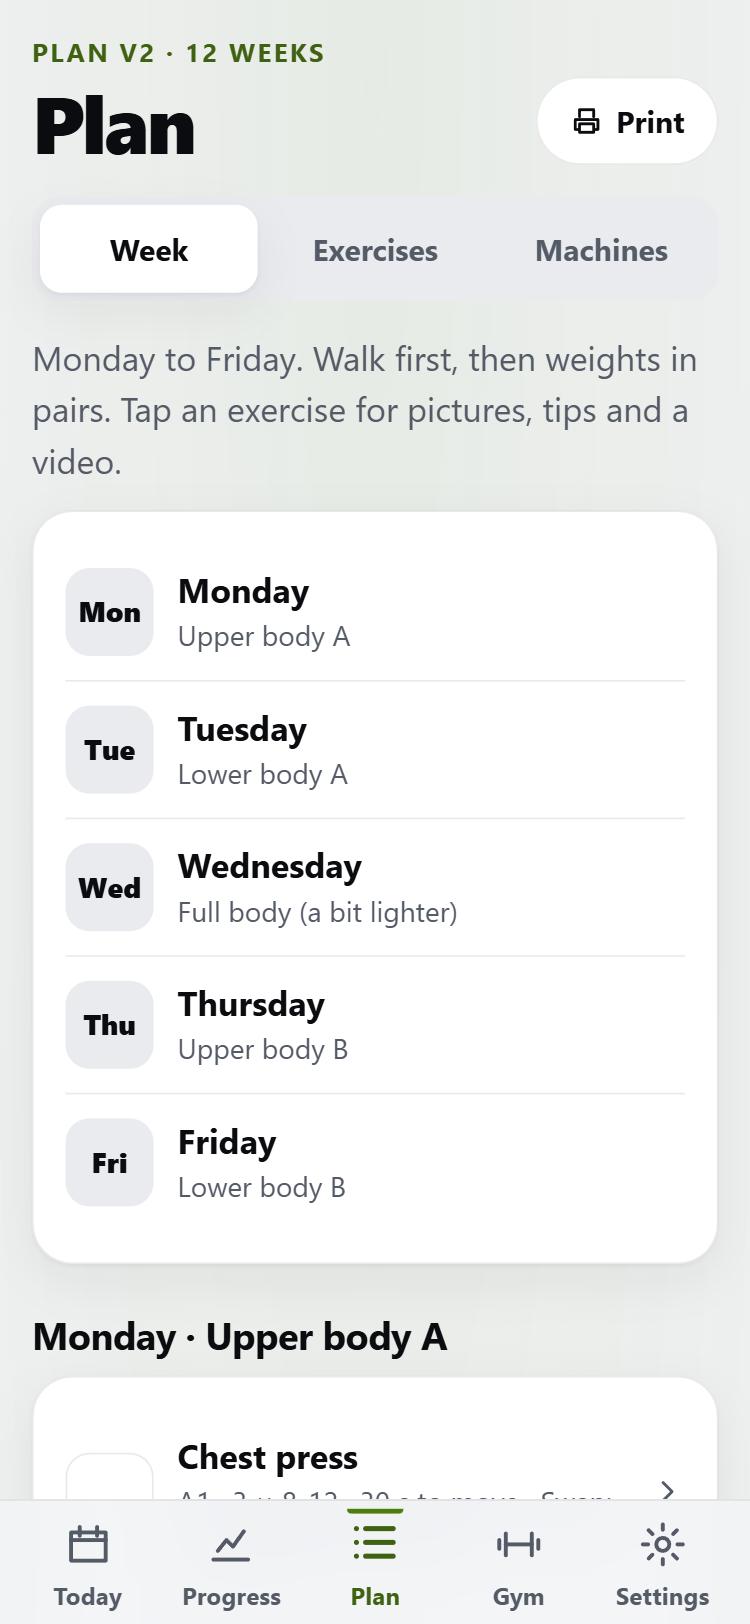 PLAN V2 · 12 WEEKS
Plan
Print
Week Exercises Machines
Monday to Friday. Walk first, then weights in
pairs. Tap an exercise for pictures, tips and a
video.
Mon
Monday
Upper body A
Tue
Tuesday
Lower body A
Wed
Wednesday
Full body (a bit lighter)
Thu
Thursday
Upper body B
Fri
Friday
Lower body B
Monday · Upper body A
Chest press
Today Progress Plan Gym Settings